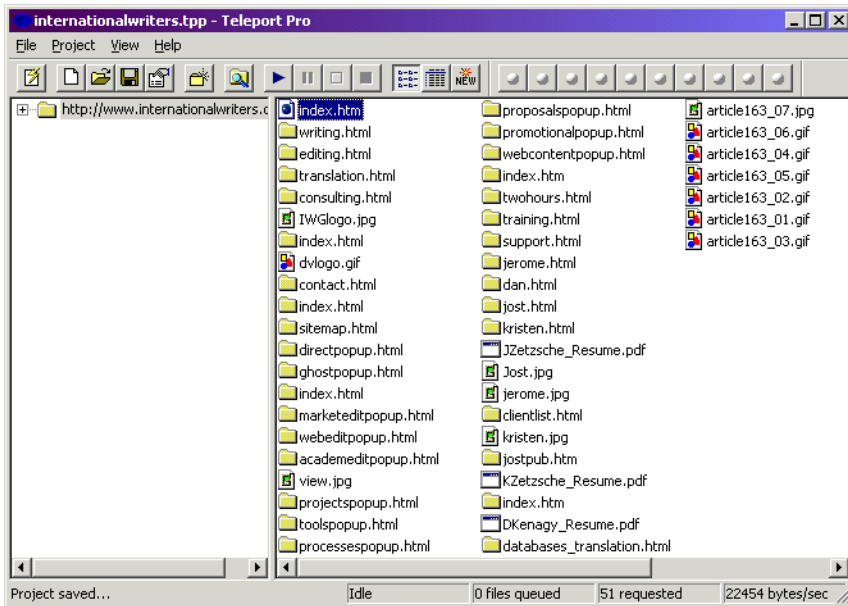 internationalwriters.tpp - Teleport Pro
File Project View Help
NEW
http://www.internationalwriters.c
index.htm
writing.html
editing.html
translation.html
consulting.html
IWGlogo.jpg
index.html
dvlogo.gif
contact.html
index.html
sitemap.html
directpopup.html
ghostpopup.html
index.html
marketeditpopup.html
webeditpopup.html
academeditpopup.html
view.jpg
projectspopup.html
toolspopup.html
processespopup.html
proposalspopup.html
promotionalpopup.html
webcontentpopup.html
index.htm
twohours.html
training.html
support.html
jerome.html
dan.html
jost.html
kristen.html
JZetzsche_Resume.pdf
Jost.jpg
jerome.jpg
clientlist.html
kristen.jpg
jostpub.htm
KZetzsche_Resume.pdf
index.htm
DKenagy_Resume.pdf
databases_translation.html
article163_07.jpg
article163_06.gif
article163_04.gif
article163_05.gif
article163_02.gif
article163_01.gif
article163_03.gif
Project saved... Idle 0 files queued 51 requested 22454 bytes/sec